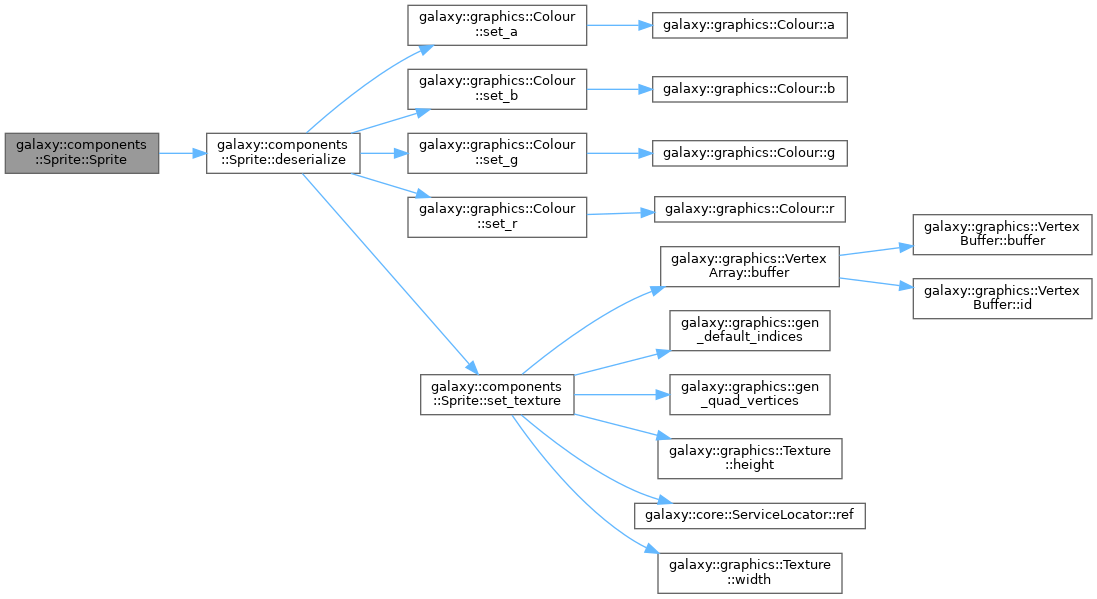 galaxy::components
::Sprite::Sprite
galaxy::components
::Sprite::deserialize
galaxy::graphics::Colour
::set_a
galaxy::graphics::Colour::a
galaxy::graphics::Colour
::set_b
galaxy::graphics::Colour::b
galaxy::graphics::Colour
::set_g
galaxy::graphics::Colour::g
galaxy::graphics::Colour
::set_r
galaxy::graphics::Colour::r
galaxy::components
::Sprite::set_texture
galaxy::graphics::Vertex
Array::buffer
galaxy::graphics::Vertex
Buffer::buffer
galaxy::graphics::Vertex
Buffer::id
galaxy::graphics::gen
_default_indices
galaxy::graphics::gen
_quad_vertices
galaxy::graphics::Texture
::height
galaxy::core::ServiceLocator::ref
galaxy::graphics::Texture
::width